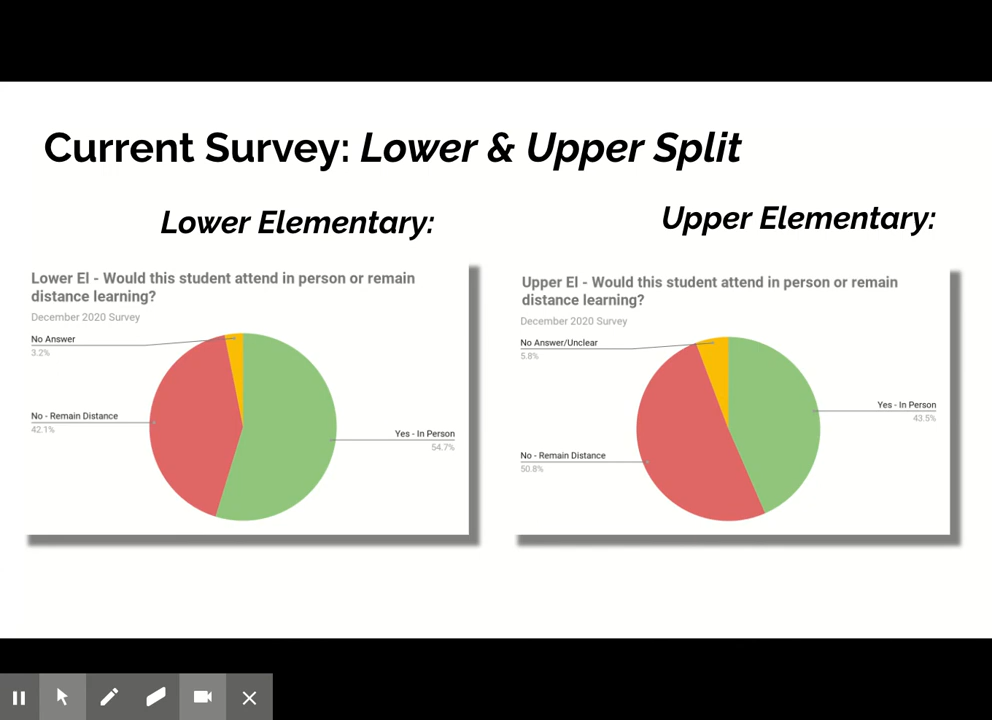 Current Survey: Lower & Upper Split
Lower Elementary:
Upper Elementary:
Lower El - Would this student attend in person or remain
distance learning?
December 2020 Survey
No Answer
3.2%
No - Remain Distance
42.1%
Yes - In Person
54.7%
Upper El - Would this student attend in person or remain
distance learning?
December 2020 Survey
No Answer/Unclear
5.8%
Yes - In Person
43.5%
No - Remain Distance
50.8%